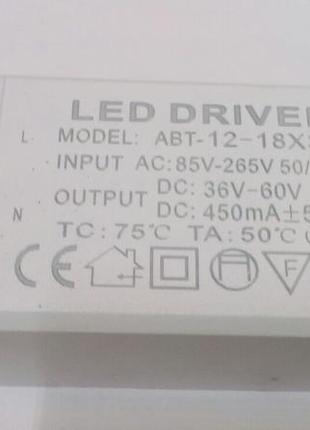 LED DRIVE
L MODEL: ABT-12-18X
INPUT AC:85V-265V 50/
OUTPUT DC: 36V-60V
N DC: 450mA±5
TC:75℃ TA:50℃
CE F